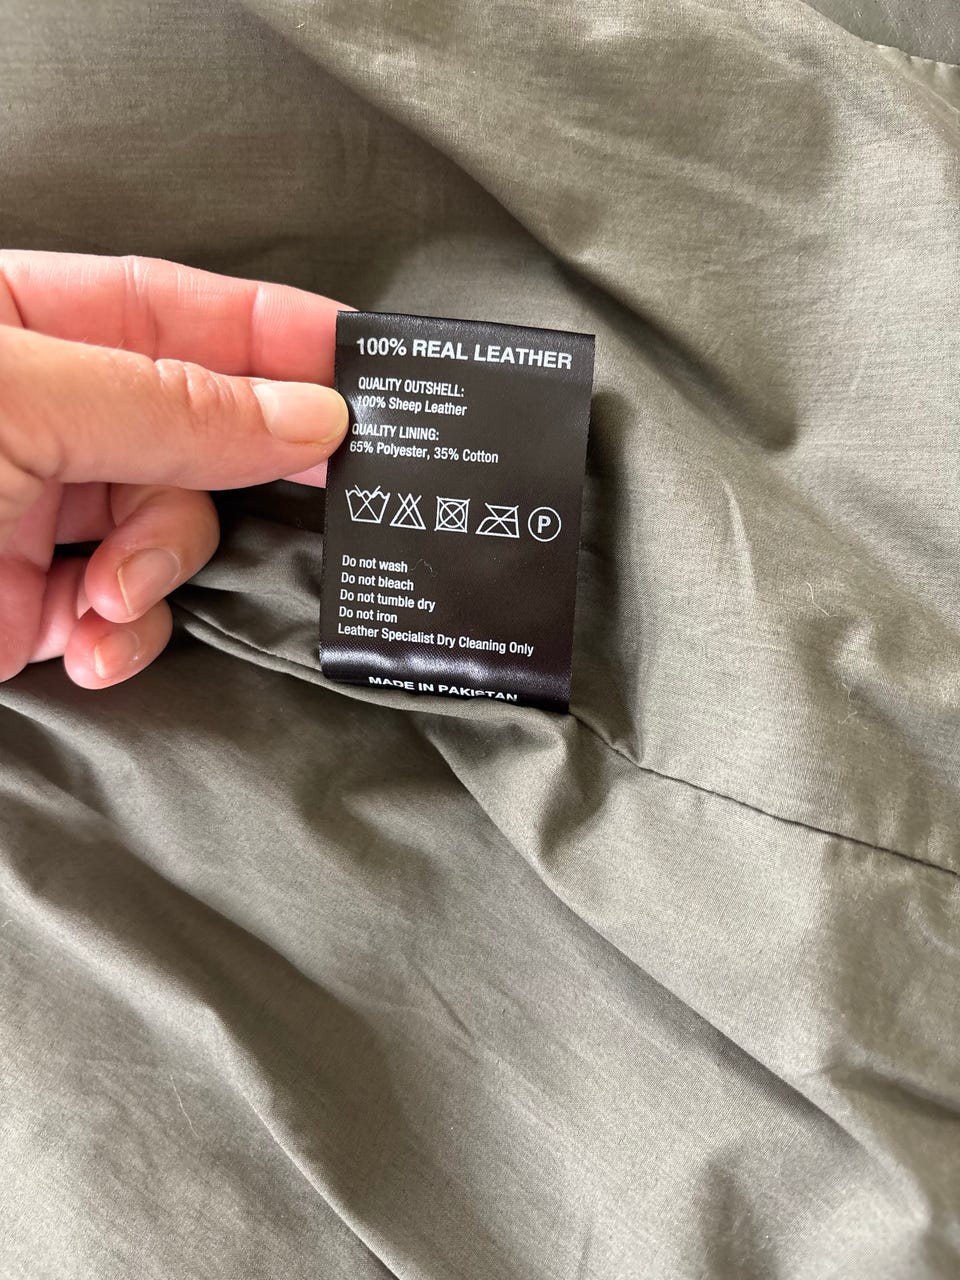 100% REAL LEATHER
QUALITY OUTSHELL:
100% Sheep Leather
QUALITY LINING:
65% Polyester, 35% Cotton
P
Do not wash
Do not bleach
Do not tumble dry
Do not iron
Leather Specialist Dry Cleaning Only
MADE IN PAKISTAN